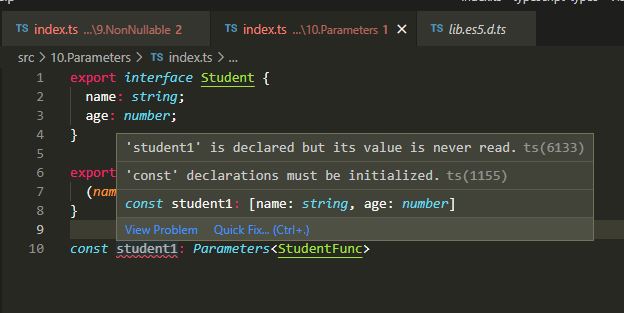 index.ts ...\9.NonNullable 2
TS index.ts ...\10.Parameters 1 ×
TS lib.es5.d.ts
src > 10.Parameters > TS index.ts > ...
1 export interface Student {
2 name: string;
3 age: number;
4 }
5
6 export
7 (nam
8 }
9
10 const student1: Parameters<StudentFunc>
'student1' is declared but its value is never read. ts(6133)
'const' declarations must be initialized. ts(1155)
const student1: [name: string, age: number]
View Problem Quick Fix... (Ctrl+.)